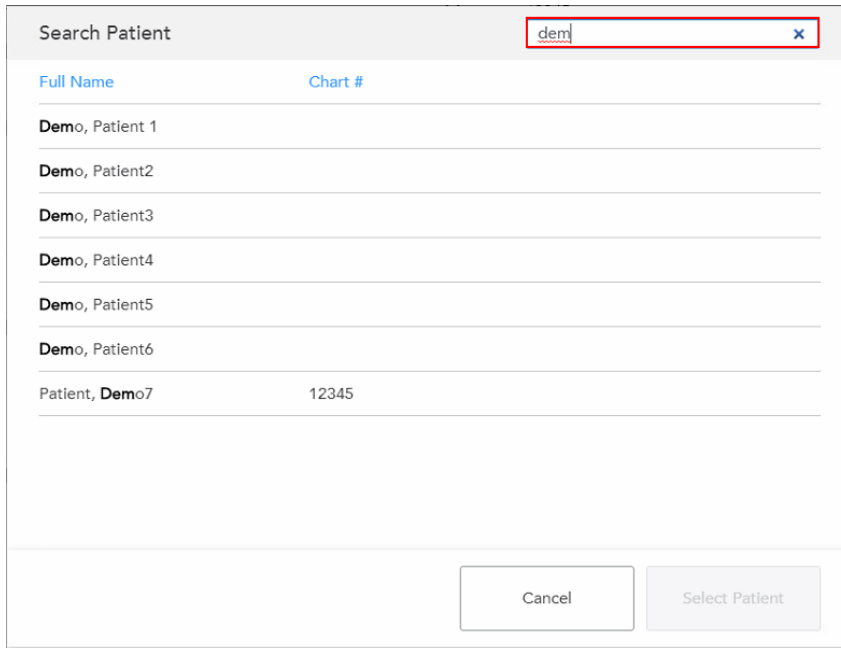 Search Patient dem
Full Name Chart #
Demo, Patient 1
Demo, Patient2
Demo, Patient3
Demo, Patient4
Demo, Patient5
Demo, Patient6
Patient, Demo7 12345
Cancel Select Patient